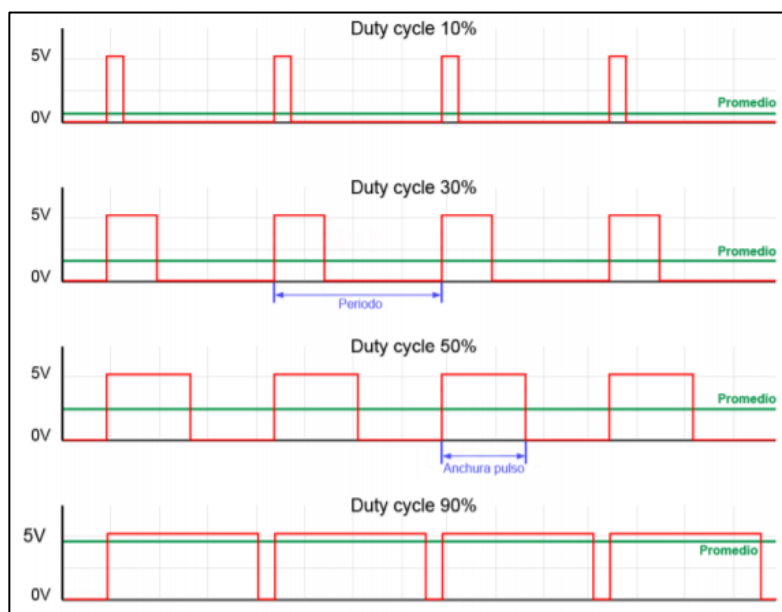 Duty cycle 10%
5V
Promedio
0V
Duty cycle 30%
5V
Promedio
0V
Periodo
Duty cycle 50%
5V
Promedio
0V
Anchura pulso
Duty cycle 90%
5V
Promedio
0V